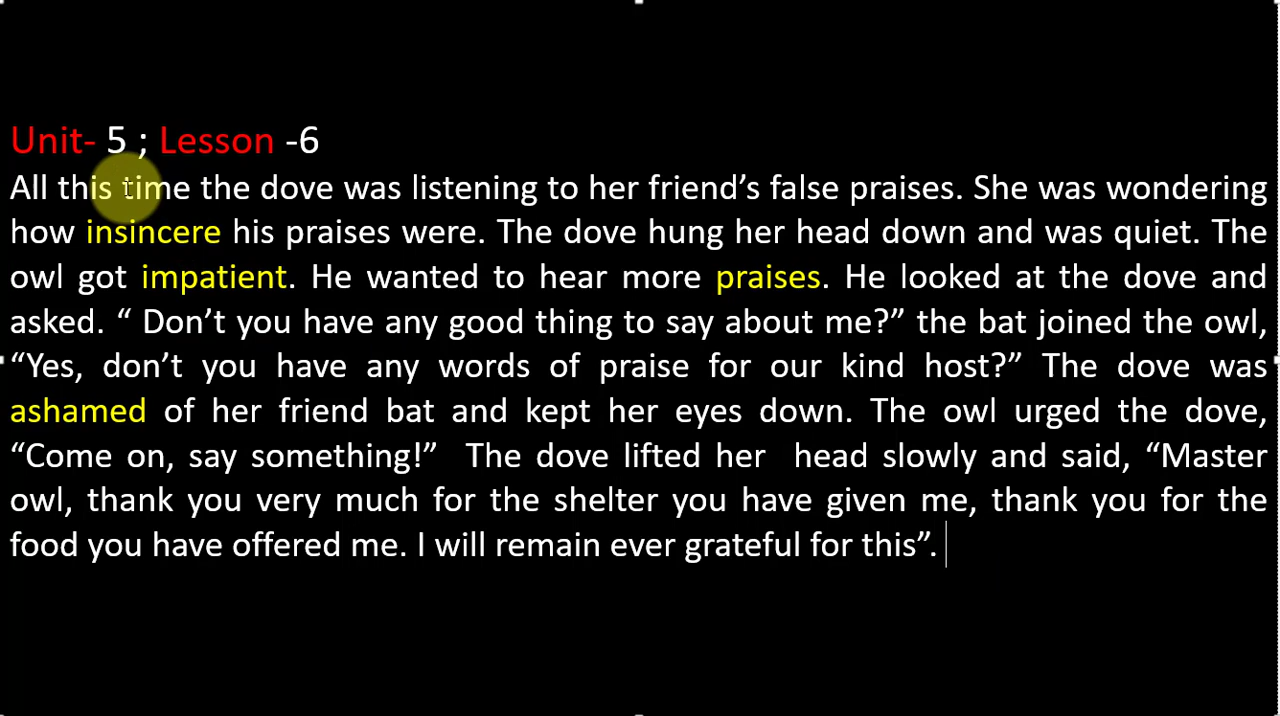 Unit- 5 ; Lesson -6
All this time the dove was listening to her friend’s false praises. She was wondering
how insincere his praises were. The dove hung her head down and was quiet. The
owl got impatient. He wanted to hear more praises. He looked at the dove and
asked. “ Don’t you have any good thing to say about me?” the bat joined the owl,
“Yes, don’t you have any words of praise for our kind host?” The dove was
ashamed of her friend bat and kept her eyes down. The owl urged the dove,
“Come on, say something!” The dove lifted her head slowly and said, “Master
owl, thank you very much for the shelter you have given me, thank you for the
food you have offered me. I will remain ever grateful for this”.